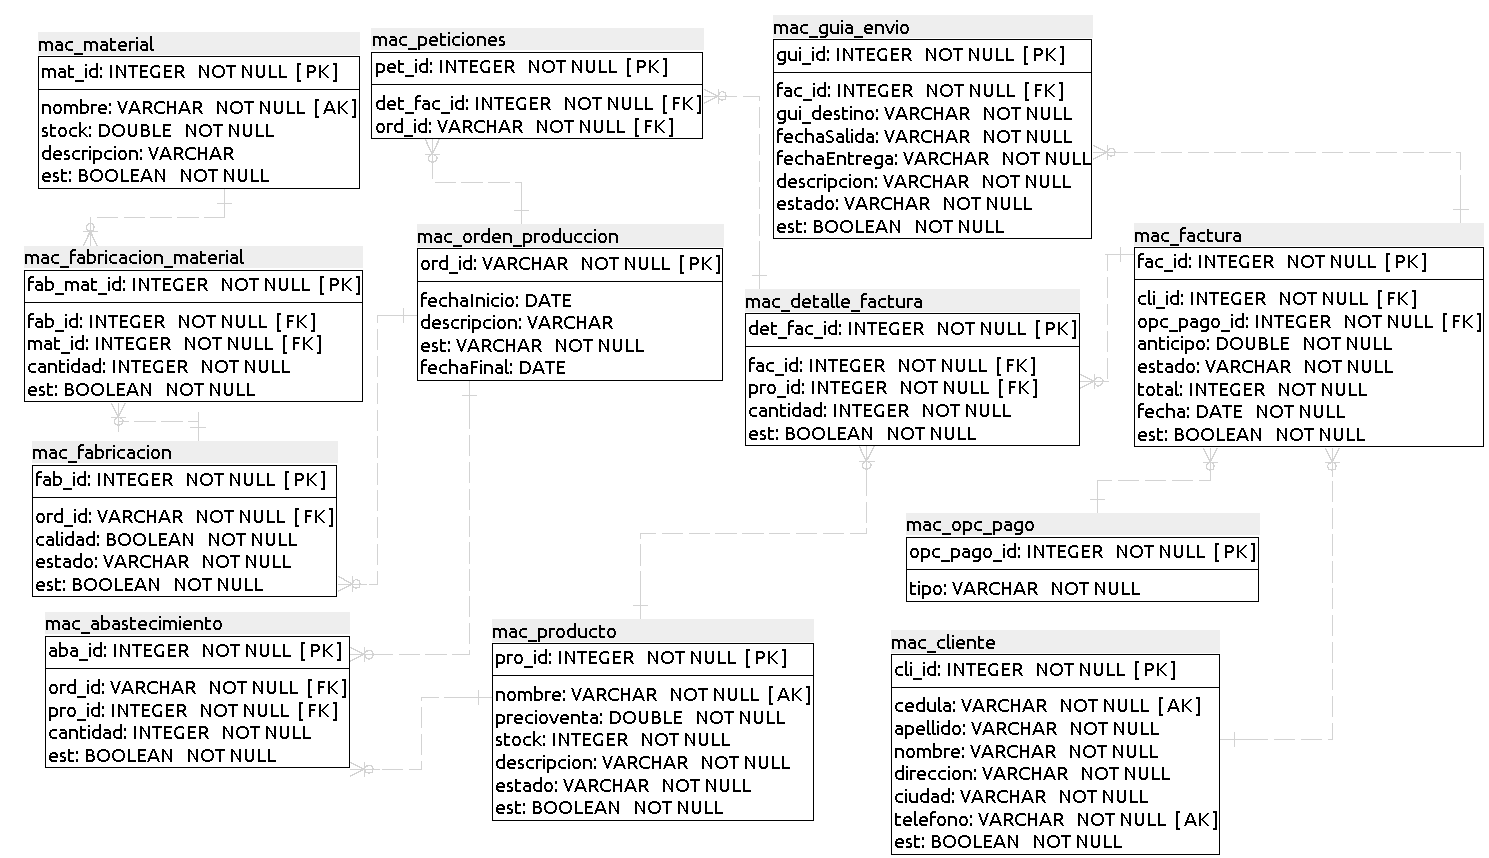 mac_material
mat_id: INTEGER NOT NULL [ PK ]
nombre: VARCHAR NOT NULL [ AK ]
stock: DOUBLE NOT NULL
descripcion: VARCHAR
est: BOOLEAN NOT NULL
mac_peticiones
pet_id: INTEGER NOT NULL [ PK ]
det_fac_id: INTEGER NOT NULL [ FK ]
ord_id: VARCHAR NOT NULL [ FK ]
mac_guia_envio
gui_id: INTEGER NOT NULL [ PK ]
fac_id: INTEGER NOT NULL [ FK ]
gui_destino: VARCHAR NOT NULL
fechaSalida: VARCHAR NOT NULL
fechaEntrega: VARCHAR NOT NULL
descripcion: VARCHAR NOT NULL
estado: VARCHAR NOT NULL
est: BOOLEAN NOT NULL
mac_fabricacion_material
fab_mat_id: INTEGER NOT NULL [ PK ]
fab_id: INTEGER NOT NULL [ FK ]
mat_id: INTEGER NOT NULL [ FK ]
cantidad: INTEGER NOT NULL
est: BOOLEAN NOT NULL
mac_orden_produccion
ord_id: VARCHAR NOT NULL [ PK ]
fechaInicio: DATE
descripcion: VARCHAR
est: VARCHAR NOT NULL
fechaFinal: DATE
mac_detalle_factura
det_fac_id: INTEGER NOT NULL [ PK ]
fac_id: INTEGER NOT NULL [ FK ]
pro_id: INTEGER NOT NULL [ FK ]
cantidad: INTEGER NOT NULL
est: BOOLEAN NOT NULL
mac_factura
fac_id: INTEGER NOT NULL [ PK ]
cli_id: INTEGER NOT NULL [ FK ]
opc_pago_id: INTEGER NOT NULL [ FK ]
anticipo: DOUBLE NOT NULL
estado: VARCHAR NOT NULL
total: INTEGER NOT NULL
fecha: DATE NOT NULL
est: BOOLEAN NOT NULL
mac_fabricacion
fab_id: INTEGER NOT NULL [ PK ]
ord_id: VARCHAR NOT NULL [ FK ]
calidad: BOOLEAN NOT NULL
estado: VARCHAR NOT NULL
est: BOOLEAN NOT NULL
mac_opc_pago
opc_pago_id: INTEGER NOT NULL [ PK ]
tipo: VARCHAR NOT NULL
mac_abastecimiento
aba_id: INTEGER NOT NULL [ PK ]
ord_id: VARCHAR NOT NULL [ FK ]
pro_id: INTEGER NOT NULL [ FK ]
cantidad: INTEGER NOT NULL
est: BOOLEAN NOT NULL
mac_producto
pro_id: INTEGER NOT NULL [ PK ]
nombre: VARCHAR NOT NULL [ AK ]
precioventa: DOUBLE NOT NULL
stock: INTEGER NOT NULL
descripcion: VARCHAR NOT NULL
estado: VARCHAR NOT NULL
est: BOOLEAN NOT NULL
mac_cliente
cli_id: INTEGER NOT NULL [ PK ]
cedula: VARCHAR NOT NULL [ AK ]
apellido: VARCHAR NOT NULL
nombre: VARCHAR NOT NULL
direccion: VARCHAR NOT NULL
ciudad: VARCHAR NOT NULL
telefono: VARCHAR NOT NULL [ AK ]
est: BOOLEAN NOT NULL